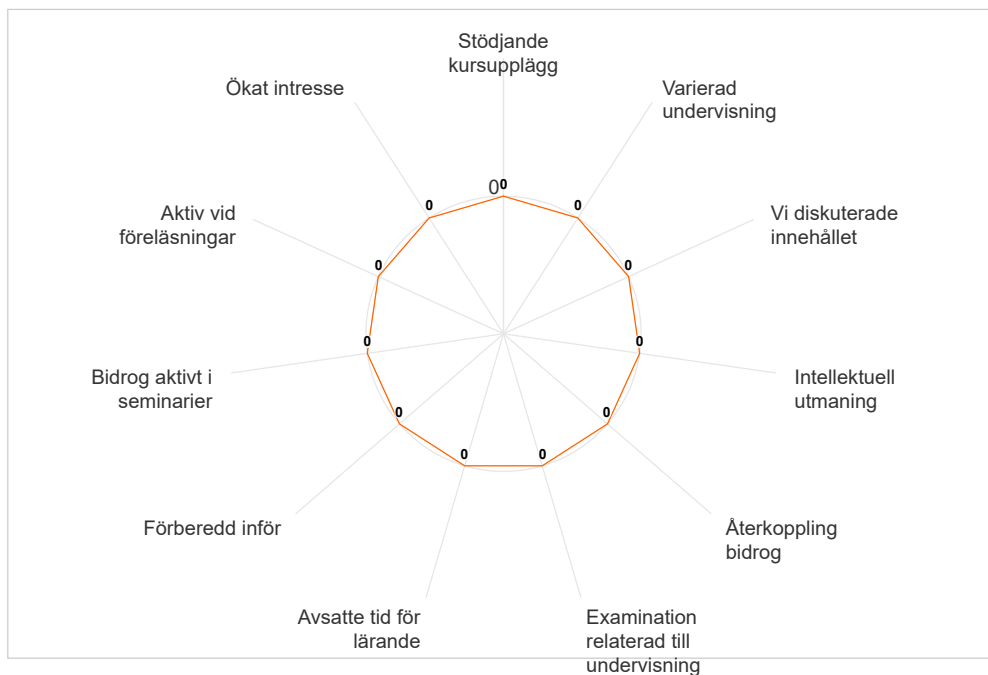 Stödjande
kursupplägg
Ökat intresse
Varierad
undervisning
0
0
0
0
Aktiv vid
föreläsningar
Vi diskuterade
innehållet
0
0
0
0
Bidrog aktivt i
seminarier
Intellektuell
utmaning
0
0
0
0
Förberedd inför
Återkoppling
bidrog
Avsatte tid för
lärande
Examination
relaterad till
undervisning